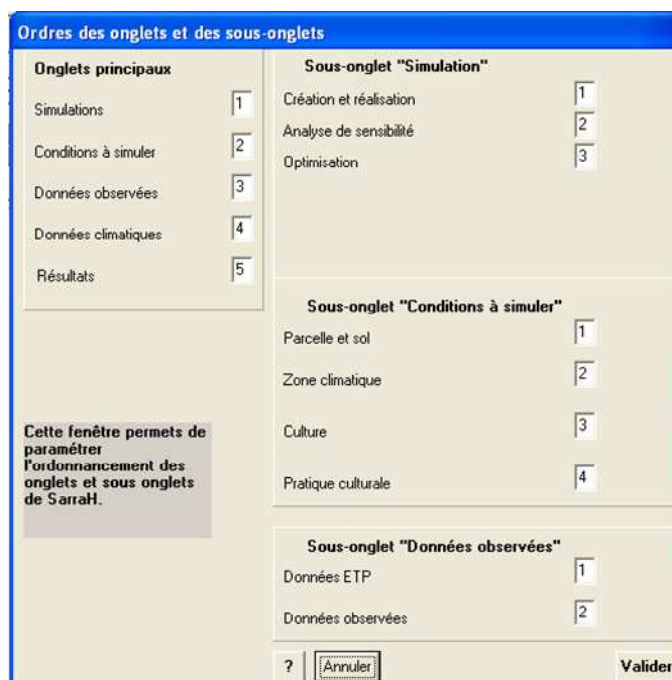 Ordres des onglets et des sous-onglets
Onglets principaux
Simulations 1
Conditions à simuler 2
Données observées 3
Données climatiques 4
Résultats 5
Cette fenêtre permets de
paramétrer
l'ordonnancement des
onglets et sous onglets
de SarraH.
Sous-onglet "Simulation"
Création et réalisation 1
Analyse de sensibilité 2
Optimisation 3
Sous-onglet "Conditions à simuler"
Parcelle et sol 1
Zone climatique 2
Culture 3
Pratique culturale 4
Sous-onglet "Données observées"
Données ETP 1
Données observées 2
? Annuler Valider